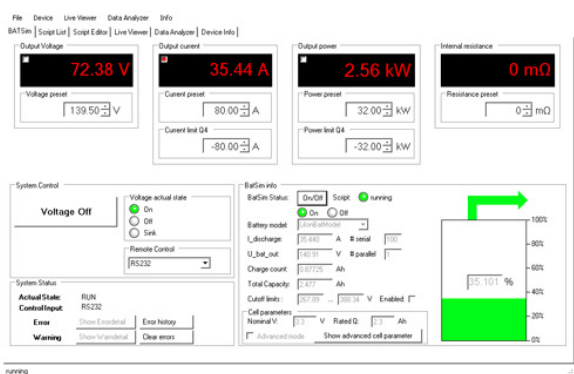 File Device Live Viewer Data Analyzer Info
BATSim Script List Script Editor Live Viewer Data Analyzer Device Info
Output Voltage Output current Output power Internal resistance
72.38 V 35.44 A 2.56 kW 0 mΩ
Voltage preset Current preset Power preset Resistance preset
139.50 V 80.00 A 32.00 kW 0 mΩ
Current limit Q4 Power limit Q4
-80.00 A -32.00 kW
System Control
Voltage Off
Voltage actual state
On
Off
Sink
Remote Control
RS232
System Status
Actual State: RUN
Control Input: RS232
Error Show Errordetail Error history
Warning Show Warndetail Clear errors
BatSim info
BatSim Status: On/Off Script: running
On Off
Battery model: LiIonBatModel
I_discharge: 35.440 A # serial 100
U_bat_out: 140.91 V # parallel 1
Charge count: 0.87725 Ah
Total Capacity: 2.477 Ah
Cutoff limits: 267.89 ... 388.34 V Enabled
Cell parameters
Nominal V: 3.3 V Rated Q: 2.3 Ah
Advanced mode Show advanced cell parameter
100%
80%
60%
35.101 %
40%
20%
0%
running